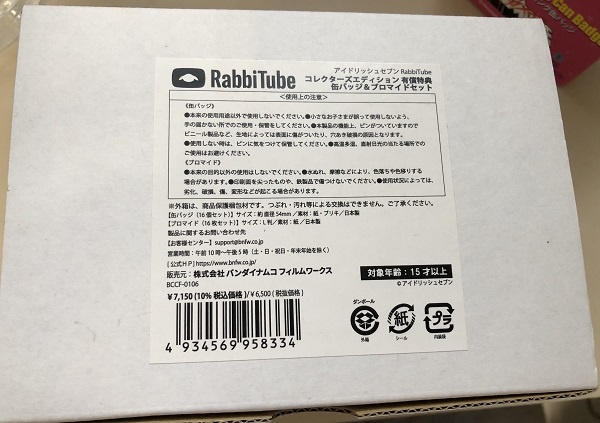 Can Badge
RabbiTube
アイドリッシュセブン RabbiTube
コレクターズエディション 有償特典
缶バッジ＆ブロマイドセット
＜使用上の注意＞
《缶バッジ》
●本来の使用用途以外で使用しないでください。●小さなお子さまが誤って使用しないよう、
手の届かない所でのご使用・保管をしてください。●本製品の機能上、ピンがついていますので
ビニール製品など、生地によっては表面に傷が付いたり、穴あき破損の原因となります。
●使用しない時は、ピンに気をつけて保管してください。●高温多湿、直射日光の当たる場所での
ご使用はお避けください。
《ブロマイド》
●本来の目的以外の使用はしないでください。●水ぬれ、摩擦などにより、色落ちや色移りする
場合があります。●印刷面を尖ったものや、鉄製品で傷つけないでください。●使用状況によっては、
劣化、破損、傷、変形などが起こる場合があります。
※外箱は、商品保護梱包材です。つぶれ・汚れ等による交換はできません。ご了承ください。
【缶バッジ（16個セット）】サイズ：約直径54mm／素材：紙・ブリキ／日本製
【ブロマイド（16枚セット）】サイズ：L判／素材：紙／日本製
製品に関するお問い合わせ先
【お客様センター】support@bnfw.co.jp
営業時間：午前10時～午後5時（土・日・祝日・年末年始を除く）
［公式HP］https://www.bnfw.co.jp/
販売元：株式会社 バンダイナムコ フィルムワークス
BCCF-0106
対象年齢：15才以上
￥7,150(10%税込価格)/￥6,500(税抜価格)
©アイドリッシュセブン
4 934569 958334
ダンボール
外箱
紙
シール
プラ
内装袋